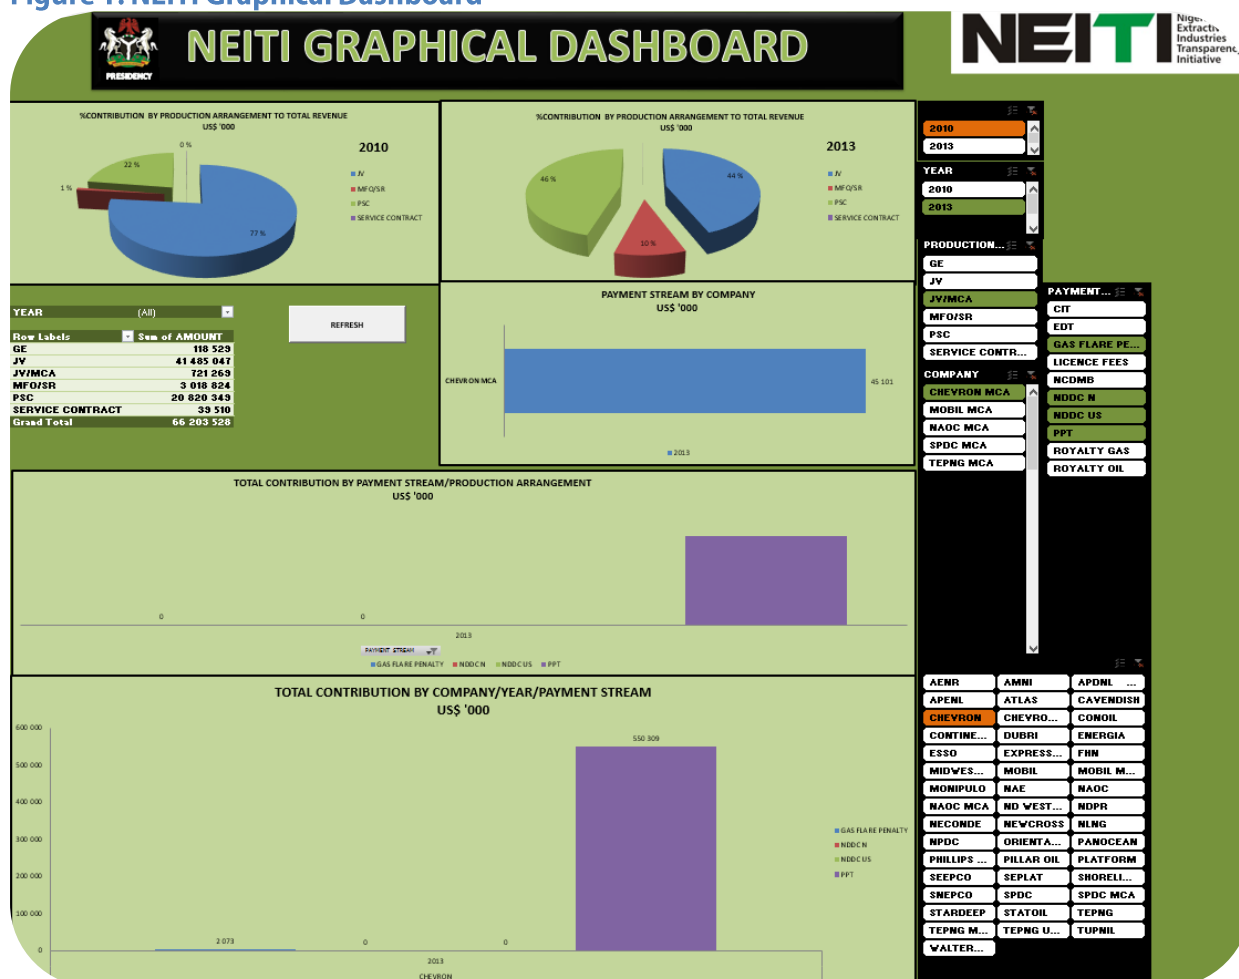 Figure 1: NEITI Graphical Dashboard
PRESIDENCY
NEITI GRAPHICAL DASHBOARD
NEITI
Extractive
Industries
Initiative
%CONTRIBUTION BY PRODUCTION ARRANGEMENT TO TOTAL REVENUE
US$ '000
2010
0 %
22 %
1 %
77 %
JV
MFO/SR
PSC
SERVICE CONTRACT
%CONTRIBUTION BY PRODUCTION ARRANGEMENT TO TOTAL REVENUE
US$ '000
2013
46 %
44 %
10 %
JV
MFO/SR
PSC
SERVICE CONTRACT
2010
2013
YEAR
2010
2013
PRODUCTION...
GE
JV
JV/MCA
MFO/SR
PSC
SERVICE CONTR...
PAYMENT...
CIT
EDT
GAS FLARE PE...
LICENCE FEES
NCDMB
NDDC N
NDDC US
PPT
ROYALTY GAS
ROYALTY OIL
COMPANY
CHEVRON MCA
MOBIL MCA
NAOC MCA
SPDC MCA
TEPNG MCA
YEAR (All)
Row Labels Sum of AMOUNT
GE 118 529
JV 41 485 047
JV/MCA 721 269
MFO/SR 3 018 824
PSC 20 820 349
SERVICE CONTRACT 39 510
Grand Total 66 203 528
REFRESH
PAYMENT STREAM BY COMPANY
US$ '000
CHEVRON MCA
45 101
2013
TOTAL CONTRIBUTION BY PAYMENT STREAM/PRODUCTION ARRANGEMENT
US$ '000
0 0
2013
PAYMENT STREAM
GAS FLARE PENALTY NDDC N NDDC US PPT
TOTAL CONTRIBUTION BY COMPANY/YEAR/PAYMENT STREAM
US$ '000
600 000
500 000
400 000
300 000
200 000
100 000
0
2 073 0 0 550 309
2013
CHEVRON
GAS FLARE PENALTY
NDDC N
NDDC US
PPT
AENR AMNI APDNL ...
APENL ATLAS CAVENDISH
CHEVRON CHEVRO... CONOIL
CONTINE... DUBRI ENERGIA
ESSO EXPRESS... FHN
MIDWES... MOBIL MOBIL M...
MONIPULO NAE NAOC
NAOC MCA ND WEST... NDPR
NECONDE NEWCROSS NLNG
NPDC ORIENTA... PANOCEAN
PHILLIPS ... PILLAR OIL PLATFORM
SEEPCO SEPLAT SHORELI...
SNEPCO SPDC SPDC MCA
STARDEEP STATOIL TEPNG
TEPNG M... TEPNG U... TUPNIL
WALTER...